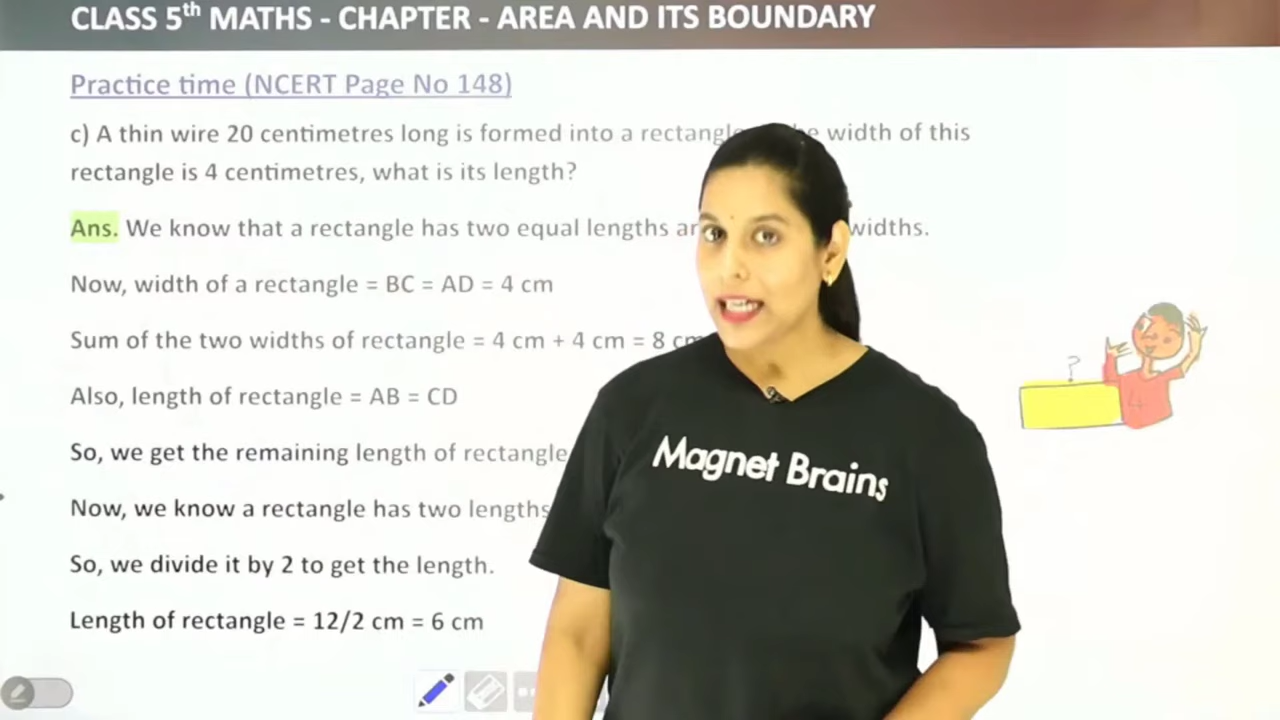 CLASS 5th MATHS - CHAPTER - AREA AND ITS BOUNDARY
Practice time (NCERT Page No 148)
c) A thin wire 20 centimetres long is formed into a rectangle width of this
rectangle is 4 centimetres, what is its length?
Ans. We know that a rectangle has two equal lengths widths.
Now, width of a rectangle = BC = AD = 4 cm
Sum of the two widths of rectangle = 4 cm + 4 cm = 8 cm
Also, length of rectangle = AB = CD
So, we get the remaining length of rectangle
Now, we know a rectangle has two lengths
So, we divide it by 2 to get the length.
Length of rectangle = 12/2 cm = 6 cm
?
4
Magnet Brains